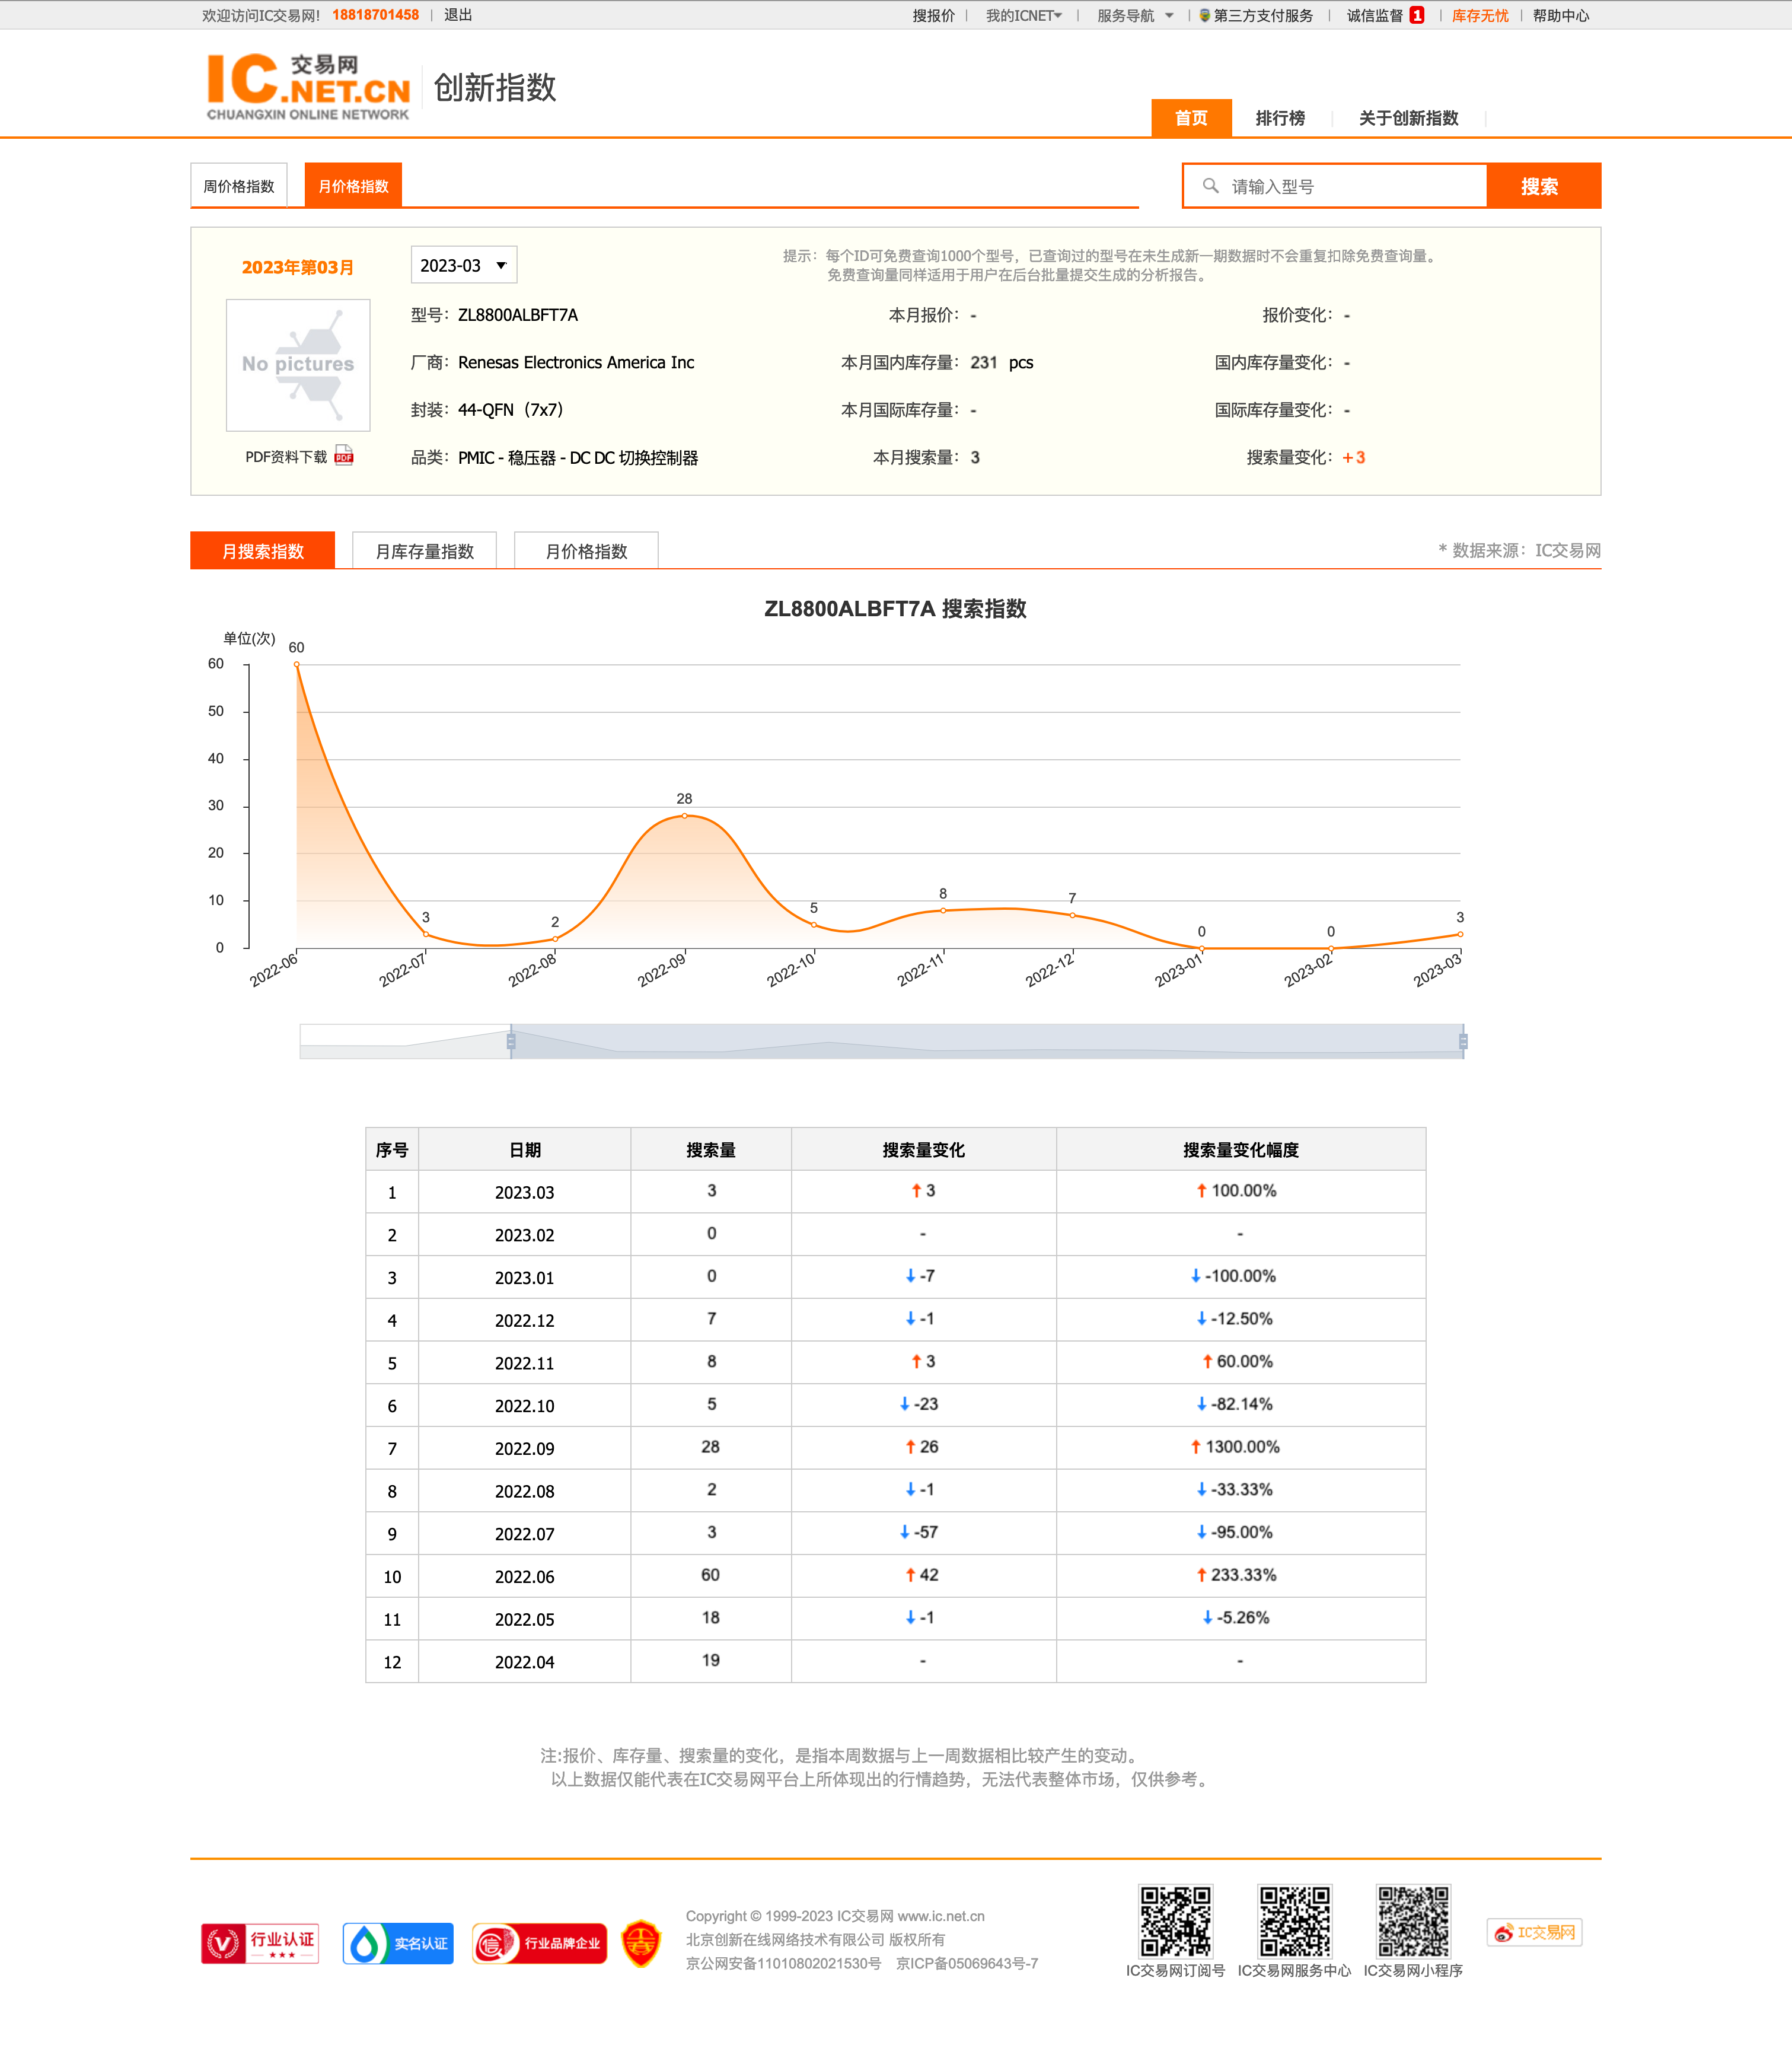 欢迎访问IC交易网! 18818701458 | 退出
搜报价 | 我的ICNET | 服务导航 | 第三方支付服务 | 诚信监督 1 | 库存无忧 | 帮助中心
IC交易网.NET.CN
CHUANGXIN ONLINE NETWORK
创新指数
首页 排行榜 关于创新指数
周价格指数 月价格指数
请输入型号 搜索
2023年第03月 2023-03
提示：每个ID可免费查询1000个型号，已查询过的型号在未生成新一期数据时不会重复扣除免费查询量。
免费查询量同样适用于用户在后台批量提交生成的分析报告。
No pictures
PDF资料下载 PDF
型号：ZL8800ALBFT7A 本月报价：- 报价变化：-
厂商：Renesas Electronics America Inc 本月国内库存量：231 pcs 国内库存量变化：-
封装：44-QFN（7x7） 本月国际库存量：- 国际库存量变化：-
品类：PMIC - 稳压器 - DC DC 切换控制器 本月搜索量：3 搜索量变化：+3
月搜索指数 月库存量指数 月价格指数
* 数据来源：IC交易网
ZL8800ALBFT7A 搜索指数
单位(次)
60
50
40
30
20
10
0
60 3 2 28 5 8 7 0 0 3
2022-06 2022-07 2022-08 2022-09 2022-10 2022-11 2022-12 2023-01 2023-02 2023-03
序号 日期 搜索量 搜索量变化 搜索量变化幅度
1 2023.03 3 ↑3 ↑100.00%
2 2023.02 0 - -
3 2023.01 0 ↓-7 ↓-100.00%
4 2022.12 7 ↓-1 ↓-12.50%
5 2022.11 8 ↑3 ↑60.00%
6 2022.10 5 ↓-23 ↓-82.14%
7 2022.09 28 ↑26 ↑1300.00%
8 2022.08 2 ↓-1 ↓-33.33%
9 2022.07 3 ↓-57 ↓-95.00%
10 2022.06 60 ↑42 ↑233.33%
11 2022.05 18 ↓-1 ↓-5.26%
12 2022.04 19 - -
注:报价、库存量、搜索量的变化，是指本周数据与上一周数据相比较产生的变动。
以上数据仅能代表在IC交易网平台上所体现出的行情趋势，无法代表整体市场，仅供参考。
行业认证
实名认证
信 行业品牌企业
Copyright © 1999-2023 IC交易网 www.ic.net.cn
北京创新在线网络技术有限公司 版权所有
京公网安备11010802021530号 京ICP备05069643号-7
IC交易网订阅号 IC交易网服务中心 IC交易网小程序
IC交易网